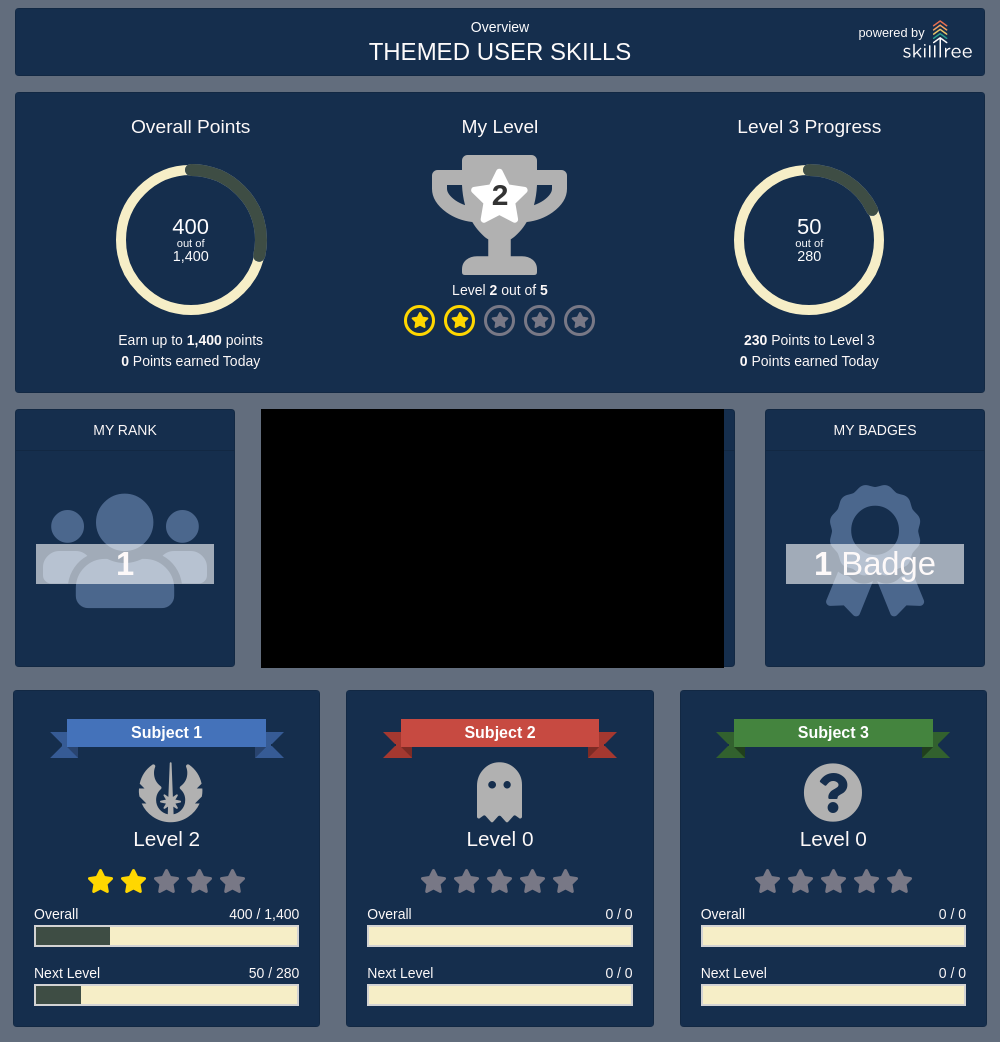 Overview
THEMED USER SKILLS
powered by
skilltree
Overall Points
400
out of
1,400
Earn up to 1,400 points
0 Points earned Today
My Level
2
Level 2 out of 5
Level 3 Progress
50
out of
280
230 Points to Level 3
0 Points earned Today
MY RANK
1
MY BADGES
1 Badge
Subject 1
Level 2
Overall 400 / 1,400
Next Level 50 / 280
Subject 2
Level 0
Overall 0 / 0
Next Level 0 / 0
Subject 3
Level 0
Overall 0 / 0
Next Level 0 / 0